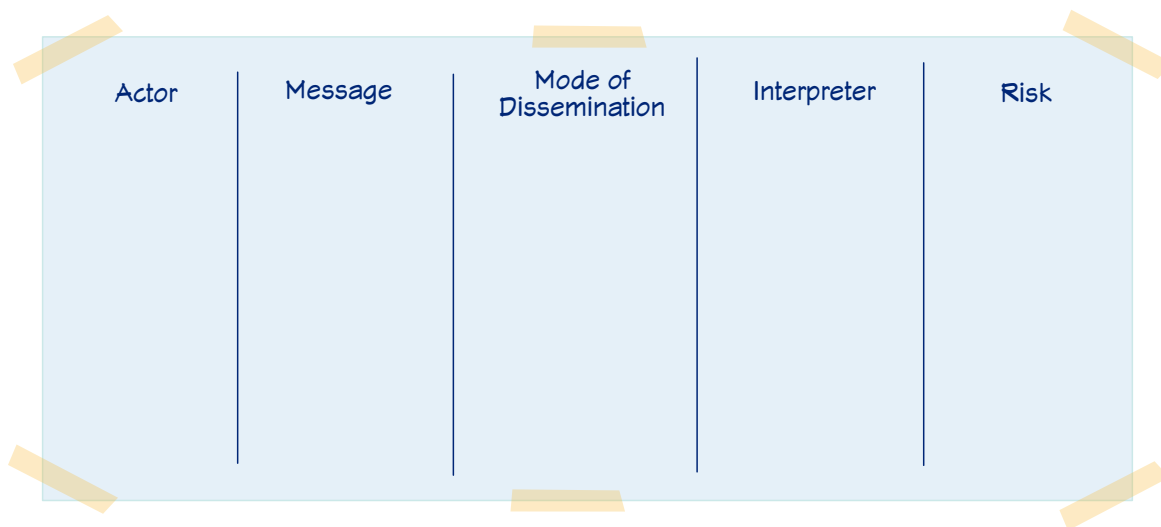 Actor
Message
Mode of
Dissemination
Interpreter
Risk